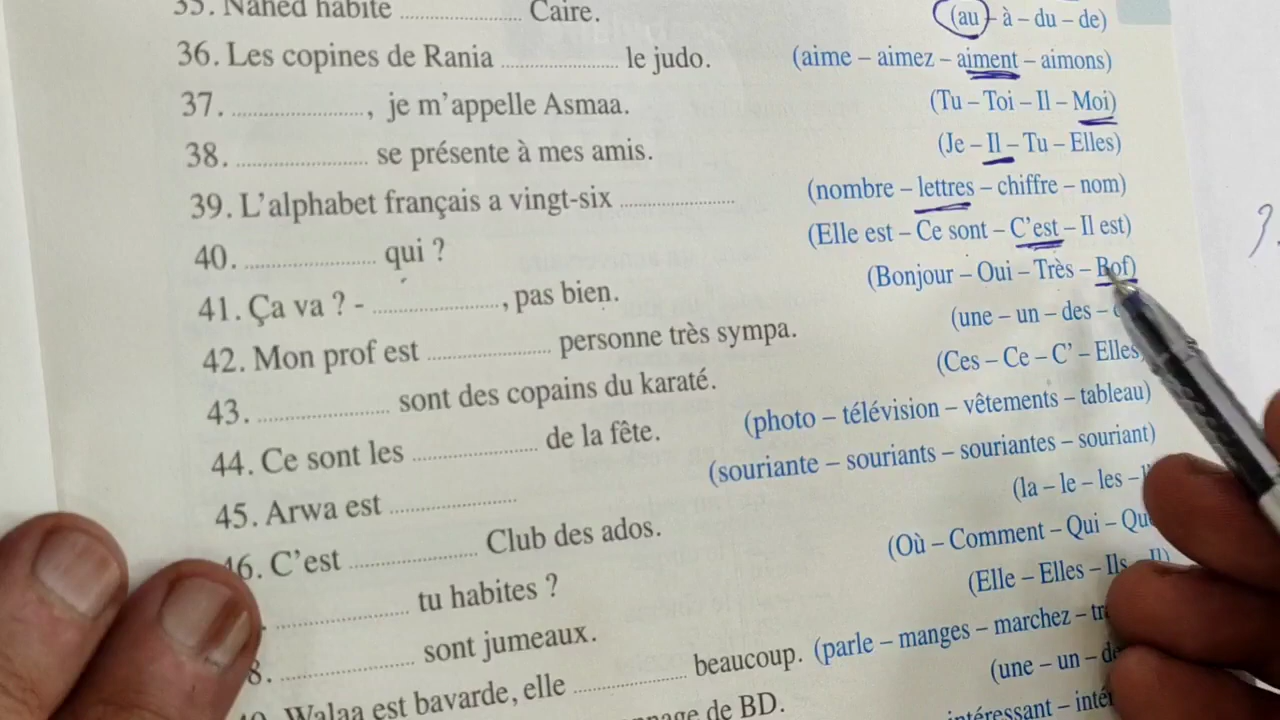 35. Nahed habite ............ Caire. (au – à – du – de)
36. Les copines de Rania ............ le judo. (aime – aimez – aiment – aimons)
37. ............, je m'appelle Asmaa. (Tu – Toi – Il – Moi)
38. ............ se présente à mes amis. (Je – Il – Tu – Elles)
39. L'alphabet français a vingt-six ............ (nombre – lettres – chiffre – nom)
40. ............ qui ? (Elle est – Ce sont – C'est – Il est)
41. Ça va ? - ............, pas bien. (Bonjour – Oui – Très – Bof)
42. Mon prof est ............ personne très sympa. (une – un – des –
43. ............ sont des copains du karaté. (Ces – Ce – C' – Elles
44. Ce sont les ............ de la fête. (photo – télévision – vêtements – tableau)
45. Arwa est ............ (souriante – souriants – souriantes – souriant)
46. C'est ............ Club des ados. (la – le – les –
............ tu habites ? (Où – Comment – Qui –
8. ............ sont jumeaux. (Elle – Elles – Ils – Il)
Walaa est bavarde, elle ............ beaucoup. (parle – manges – marchez –
de BD. (une – un –
intéressant –